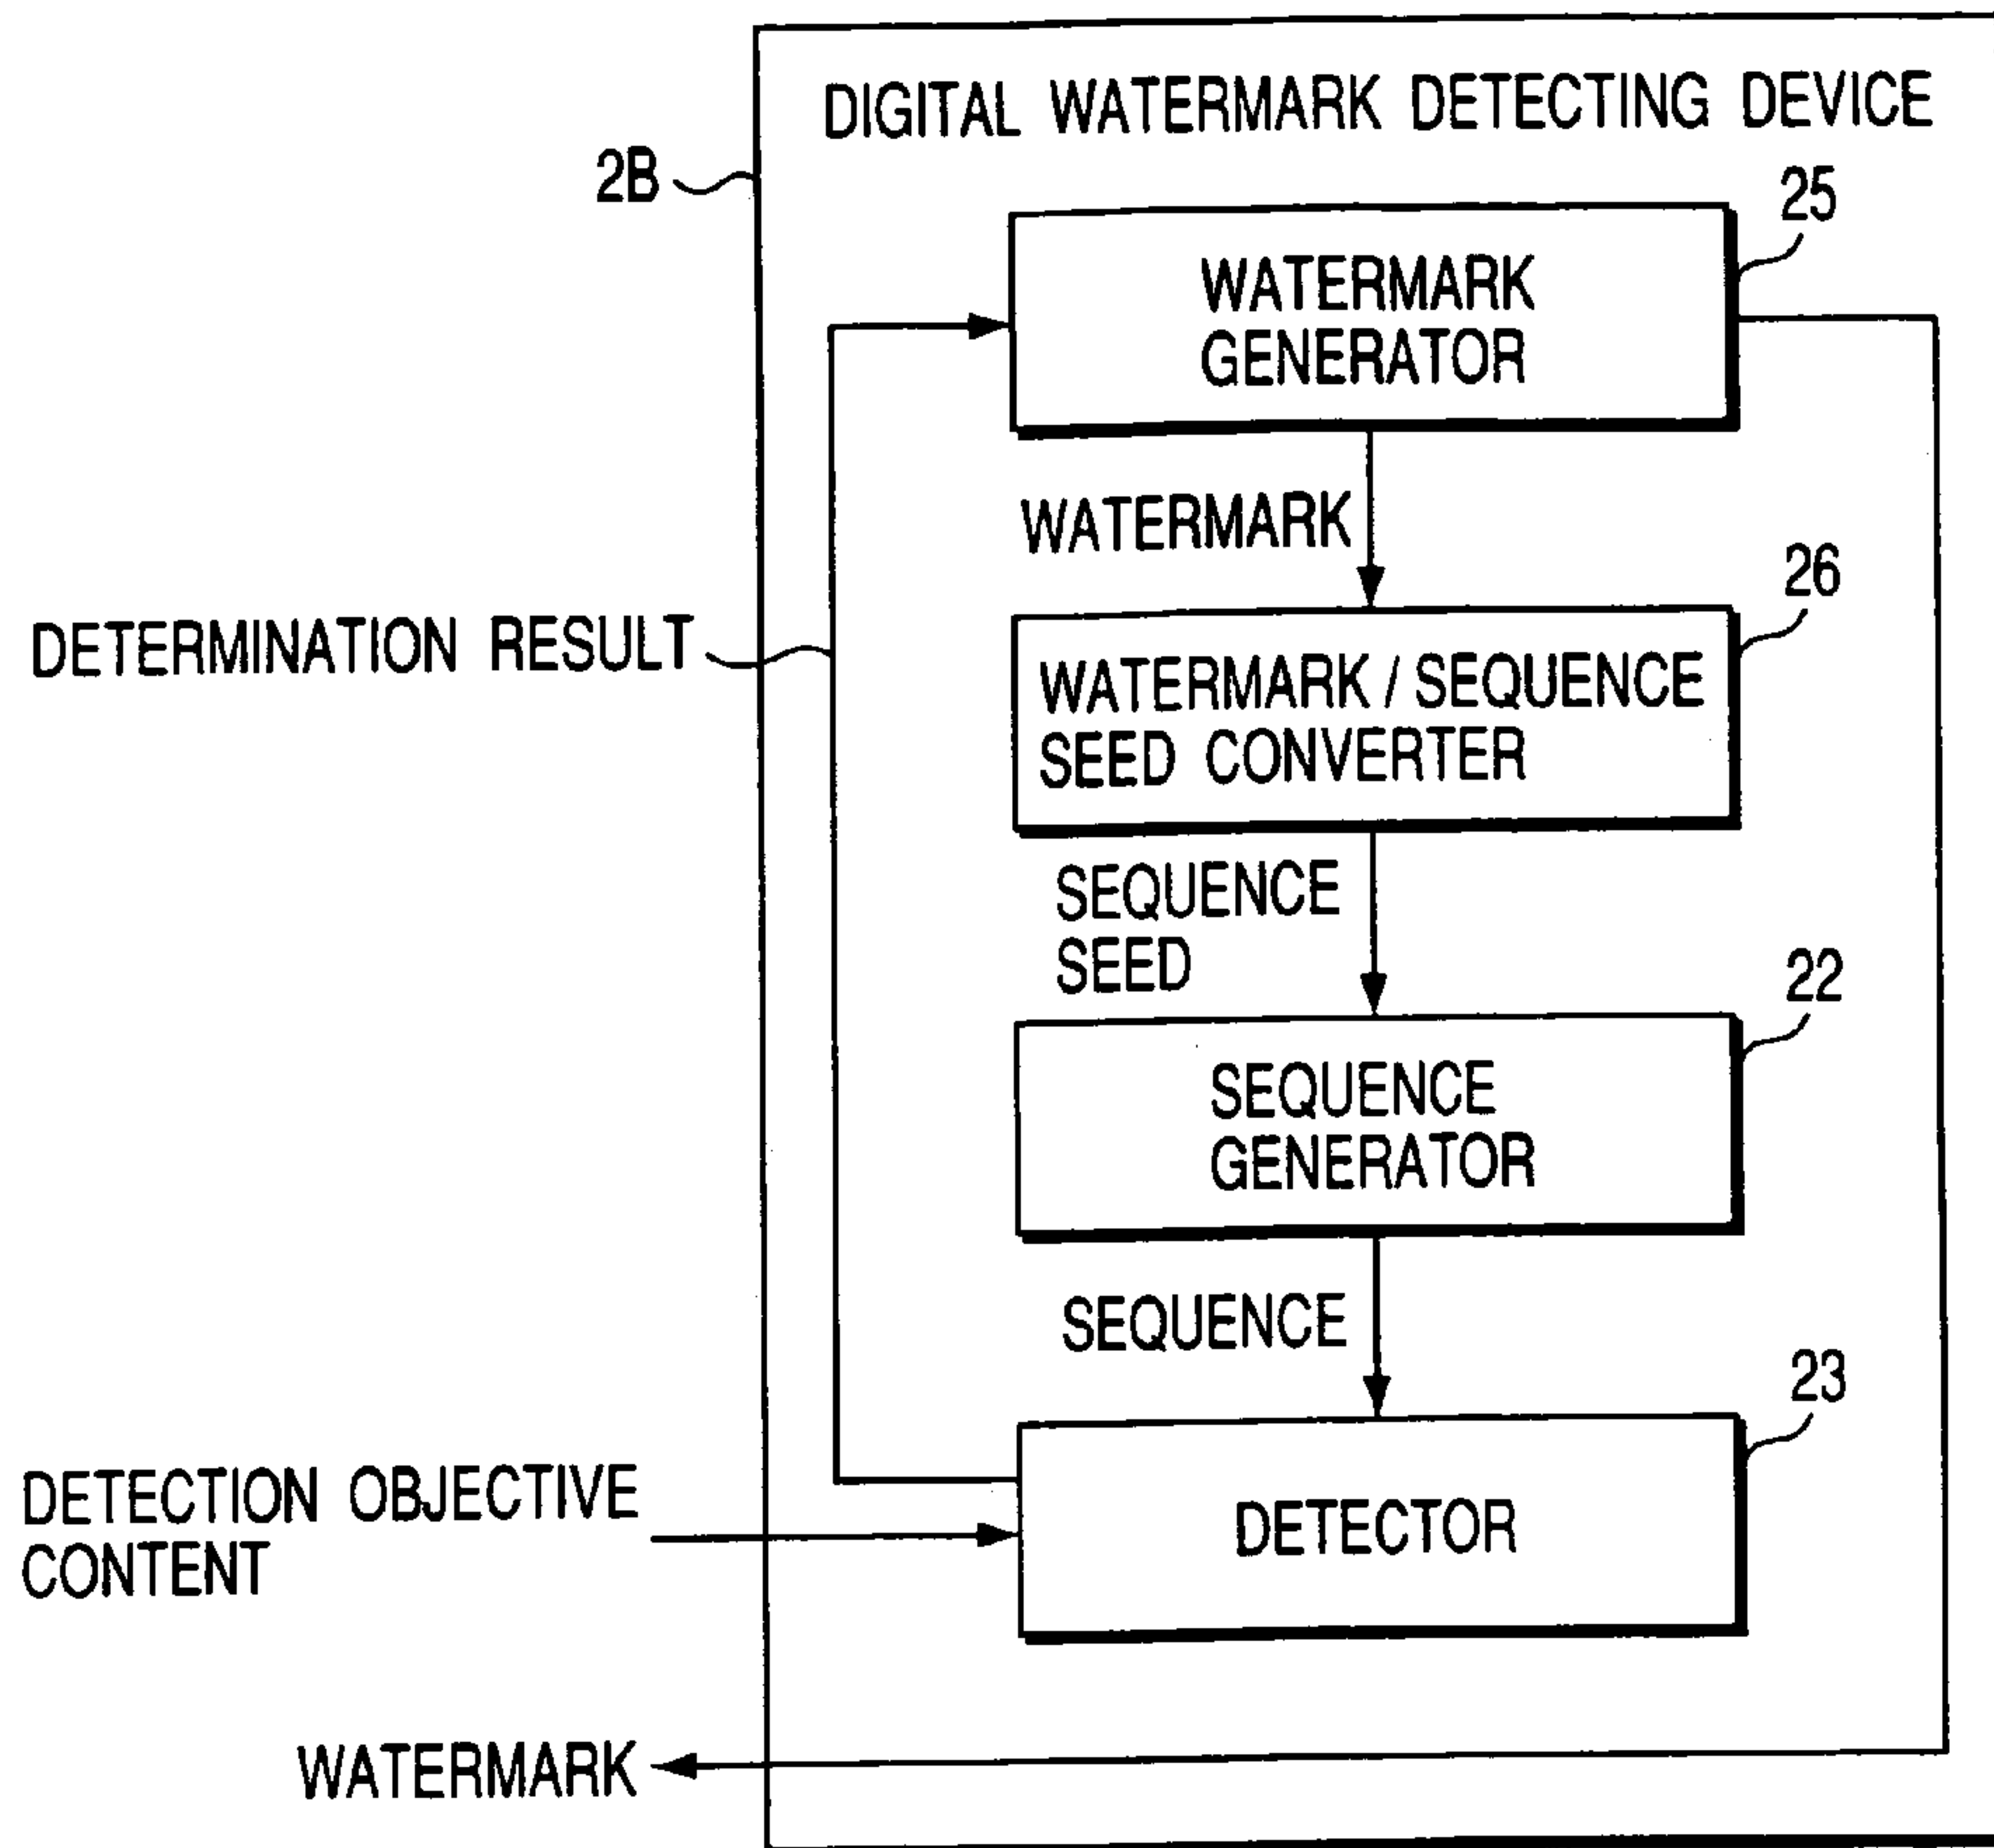 DIGITAL WATERMARK DETECTING DEVICE
2B
25
WATERMARK
GENERATOR
WATERMARK
26
DETERMINATION RESULT
WATERMARK / SEQUENCE
SEED CONVERTER
SEQUENCE
SEED
22
SEQUENCE
GENERATOR
SEQUENCE
23
DETECTION OBJECTIVE
CONTENT
DETECTOR
WATERMARK